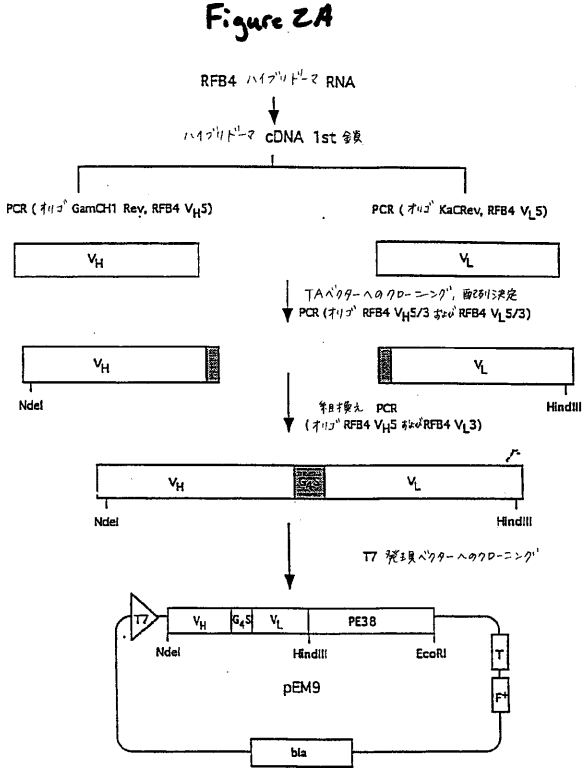 Figure 2A
RFB4 ハイブリドーマ RNA
ハイブリドーマ cDNA 1st 鎖
PCR (オリゴ GamCH1 Rev, RFB4 VH5)
PCR (オリゴ KaCRev, RFB4 VL5)
VH
VL
TAベクターへのクローニング, 配列決定
PCR (オリゴ RFB4 VH5/3 および RFB4 VL5/3)
VH
VL
NdeI
HindIII
組換え PCR
(オリゴ RFB4 VH5 および RFB4 VL3)
VH
VL
NdeI
HindIII
T7 発現ベクターへのクローニング
T7
VH
G4S
VL
PE38
NdeI
HindIII
EcoRI
T
F+
pEM9
bla